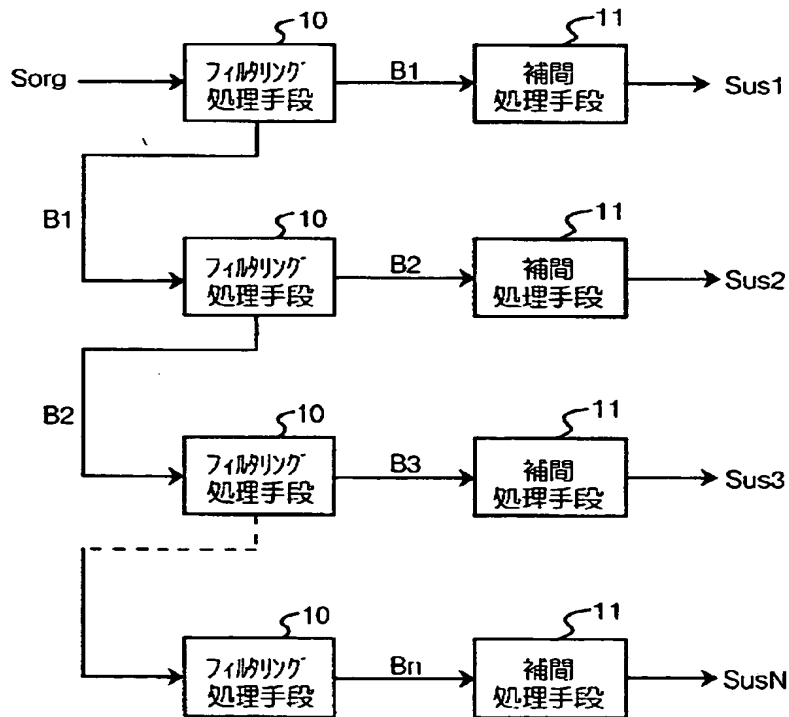 10
11
Sorg
フィルタリング
処理手段
B1
補間
処理手段
Sus1
B1
10
11
フィルタリング
処理手段
B2
補間
処理手段
Sus2
B2
10
11
フィルタリング
処理手段
B3
補間
処理手段
Sus3
10
11
フィルタリング
処理手段
Bn
補間
処理手段
SusN